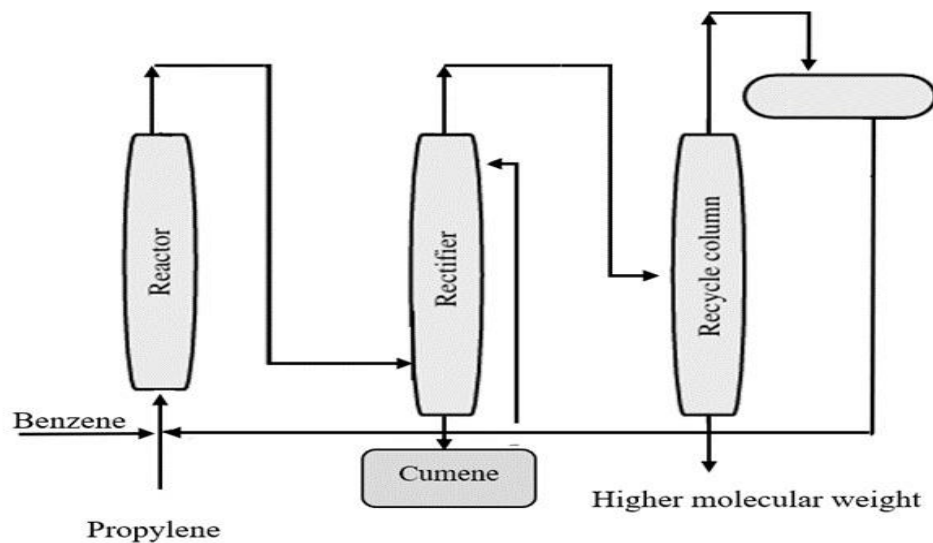 Reactor
Rectifier
Recycle column
Benzene
Cumene
Propylene
Higher molecular weight